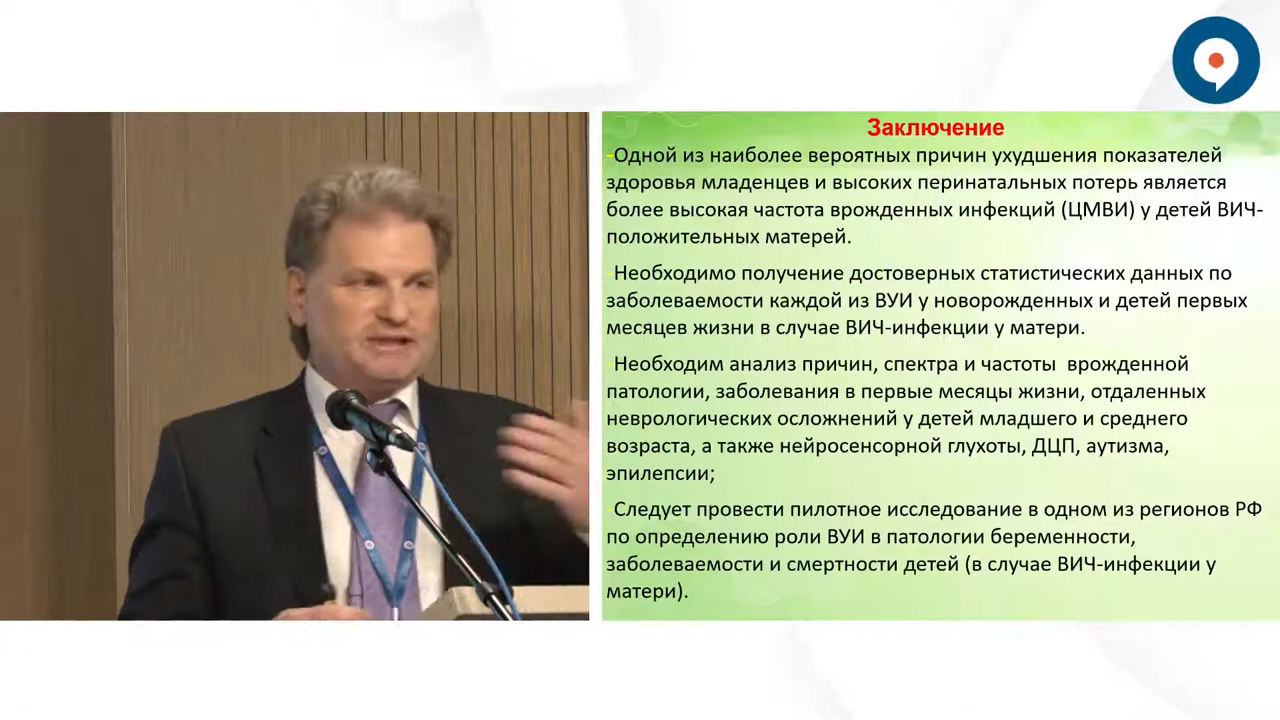 Заключение
-Одной из наиболее вероятных причин ухудшения показателей
здоровья младенцев и высоких перинатальных потерь является
более высокая частота врожденных инфекций (ЦМВИ) у детей ВИЧ-
положительных матерей.
-Необходимо получение достоверных статистических данных по
заболеваемости каждой из ВУИ у новорожденных и детей первых
месяцев жизни в случае ВИЧ-инфекции у матери.
-Необходим анализ причин, спектра и частоты врожденной
патологии, заболевания в первые месяцы жизни, отдаленных
неврологических осложнений у детей младшего и среднего
возраста, а также нейросенсорной глухоты, ДЦП, аутизма,
эпилепсии;
-Следует провести пилотное исследование в одном из регионов РФ
по определению роли ВУИ в патологии беременности,
заболеваемости и смертности детей (в случае ВИЧ-инфекции у
матери).